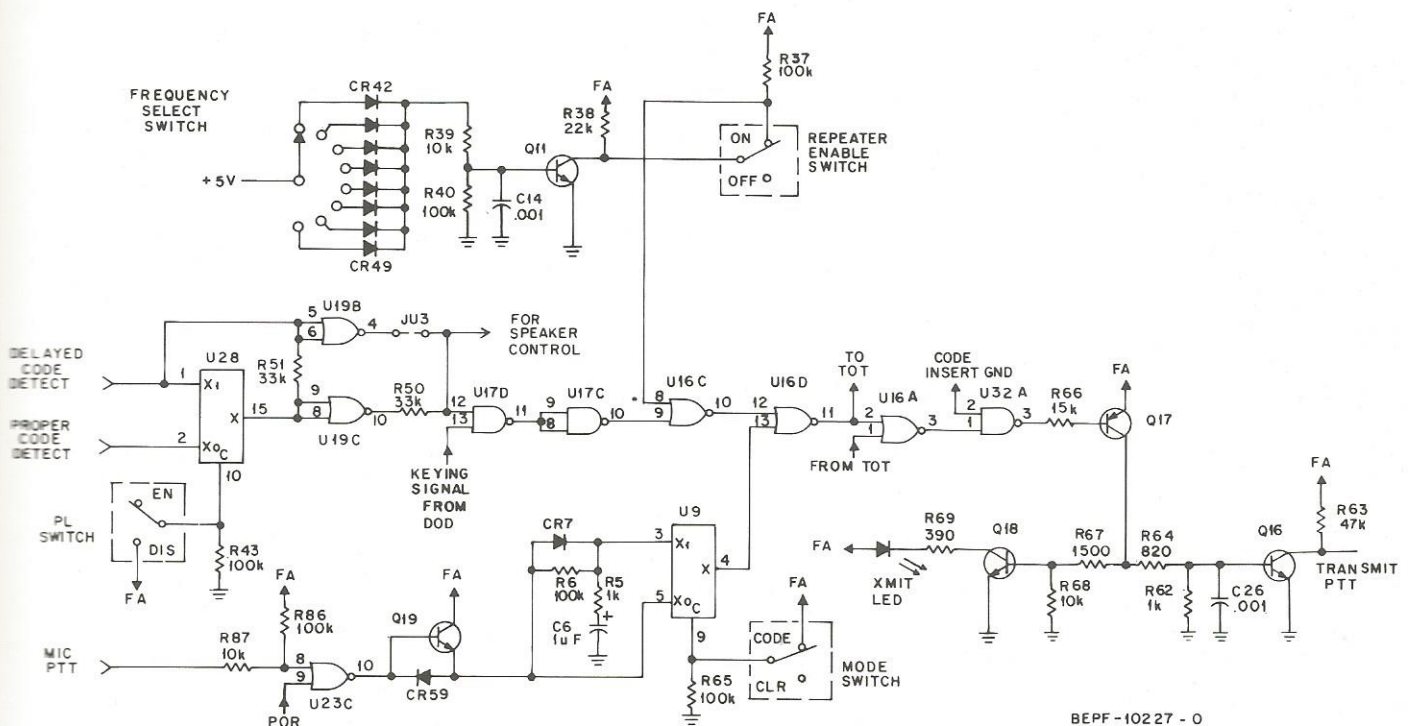 FA
R37
100k
FREQUENCY
SELECT
SWITCH
CR42
FA
R38
22k
R39
10k
Q11
ON
OFF
REPEATER
ENABLE
SWITCH
+5V
R40
100k
C14
.001
CR49
U19B
5
6
4
JU3
FOR
SPEAKER
CONTROL
DELAYED
CODE
DETECT
1
U28
X1
X
15
R51
33k
9
8
10
U19C
R50
33k
12
13
U17D
11
9
8
U17C
10
8
9
U16C
10
12
13
U16D
11
TO
TOT
2
1
U16A
3
CODE
INSERT GND
U32A
2
1
3
R66
15k
FA
Q17
PROPER
CODE
DETECT
2
X0
C
10
KEYING
SIGNAL
FROM
DOD
FROM TOT
PL
SWITCH
EN
DIS
FA
R43
100k
CR7
R6
100k
R5
1k
C6
1uF
+
U9
3
X1
X
4
5
X0
C
9
FA
R69
390
XMIT
LED
Q18
R67
1500
R64
820
R68
10k
R62
1k
C26
.001
Q16
FA
R63
47k
TRANSMIT
PTT
MIC
PTT
R87
10k
FA
R86
100k
8
9
10
U23C
POR
Q19
FA
CR59
R65
100k
FA
CODE
CLR
MODE
SWITCH
BEPF-10227-O